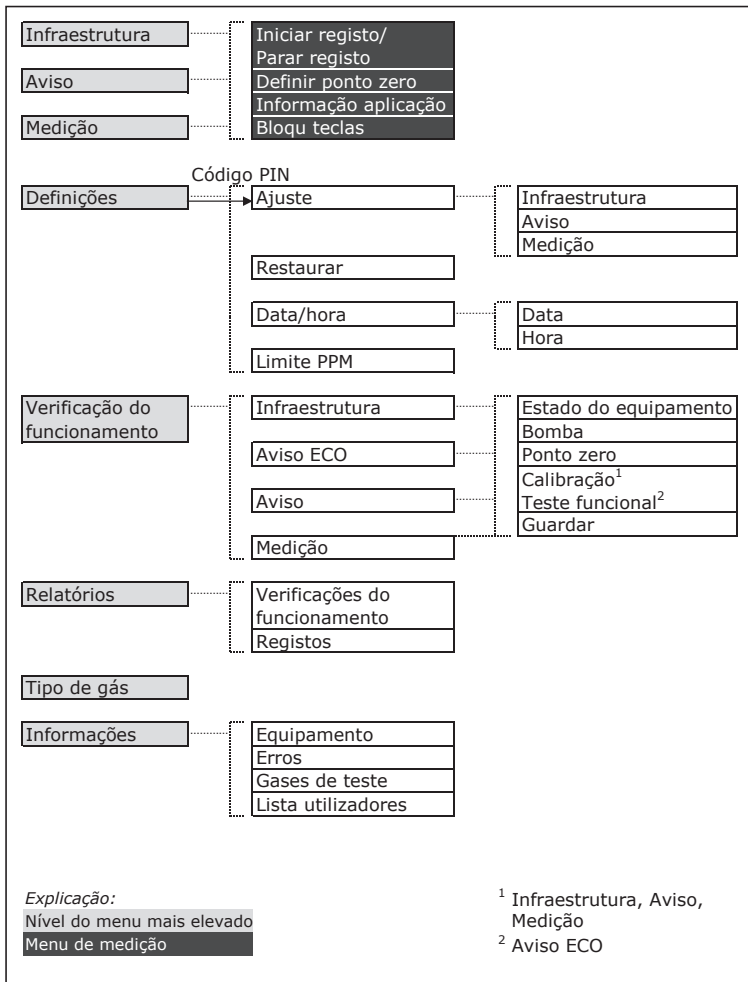 Infraestrutura
Aviso
Medição
Iniciar registo/
Parar registo
Definir ponto zero
Informação aplicação
Bloqu teclas
Código PIN
Definições
Ajuste
Infraestrutura
Aviso
Medição
Restaurar
Data/hora
Data
Hora
Limite PPM
Verificação do
funcionamento
Infraestrutura
Aviso ECO
Aviso
Medição
Estado do equipamento
Bomba
Ponto zero
Calibração¹
Teste funcional²
Guardar
Relatórios
Verificações do
funcionamento
Registos
Tipo de gás
Informações
Equipamento
Erros
Gases de teste
Lista utilizadores
Explicação:
Nível do menu mais elevado
Menu de medição
¹ Infraestrutura, Aviso,
Medição
² Aviso ECO